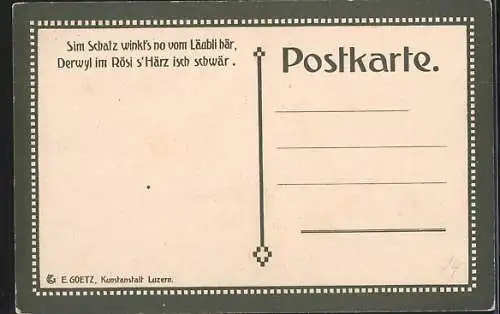 Sim Schatz winkt's no vom Läubli här,
Derwyl im Rösi s'Härz isch schwär.
Postkarte.
E. GOETZ, Kunstanstalt Luzern.